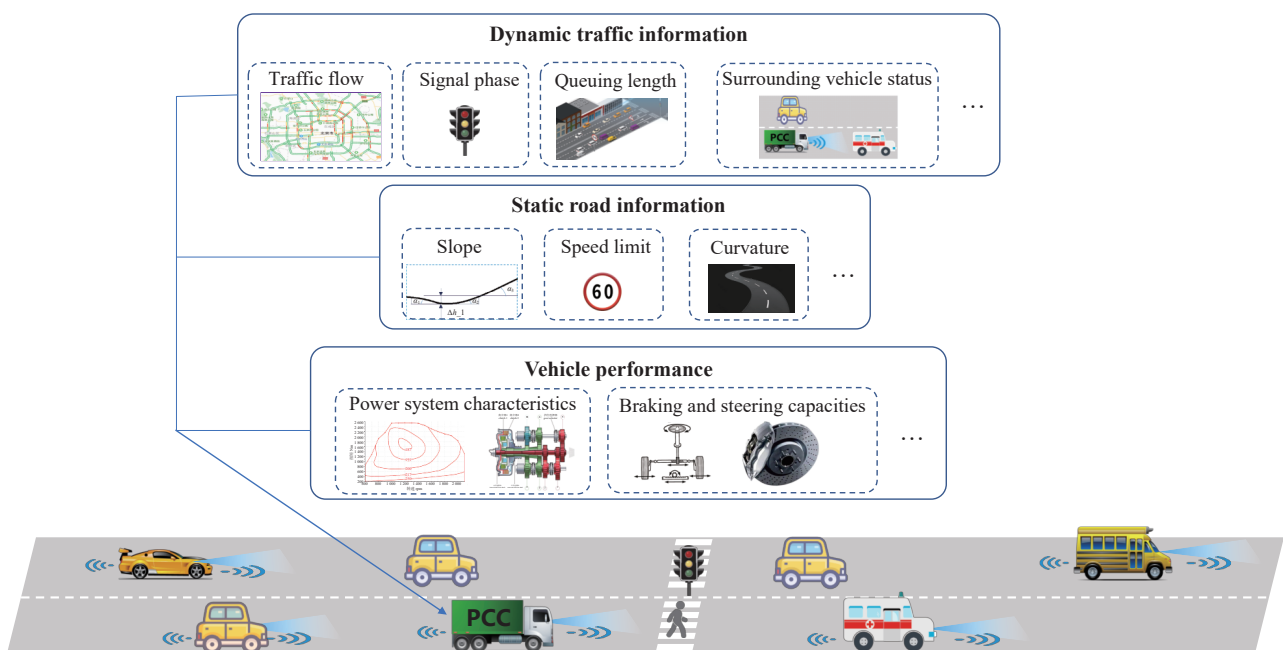 Dynamic traffic information
Traffic flow
Signal phase
Queuing length
Surrounding vehicle status
PCC
...
Static road information
Slope
Speed limit
Curvature
Δh_1
60
...
Vehicle performance
Power system characteristics
Braking and steering capacities
...
PCC